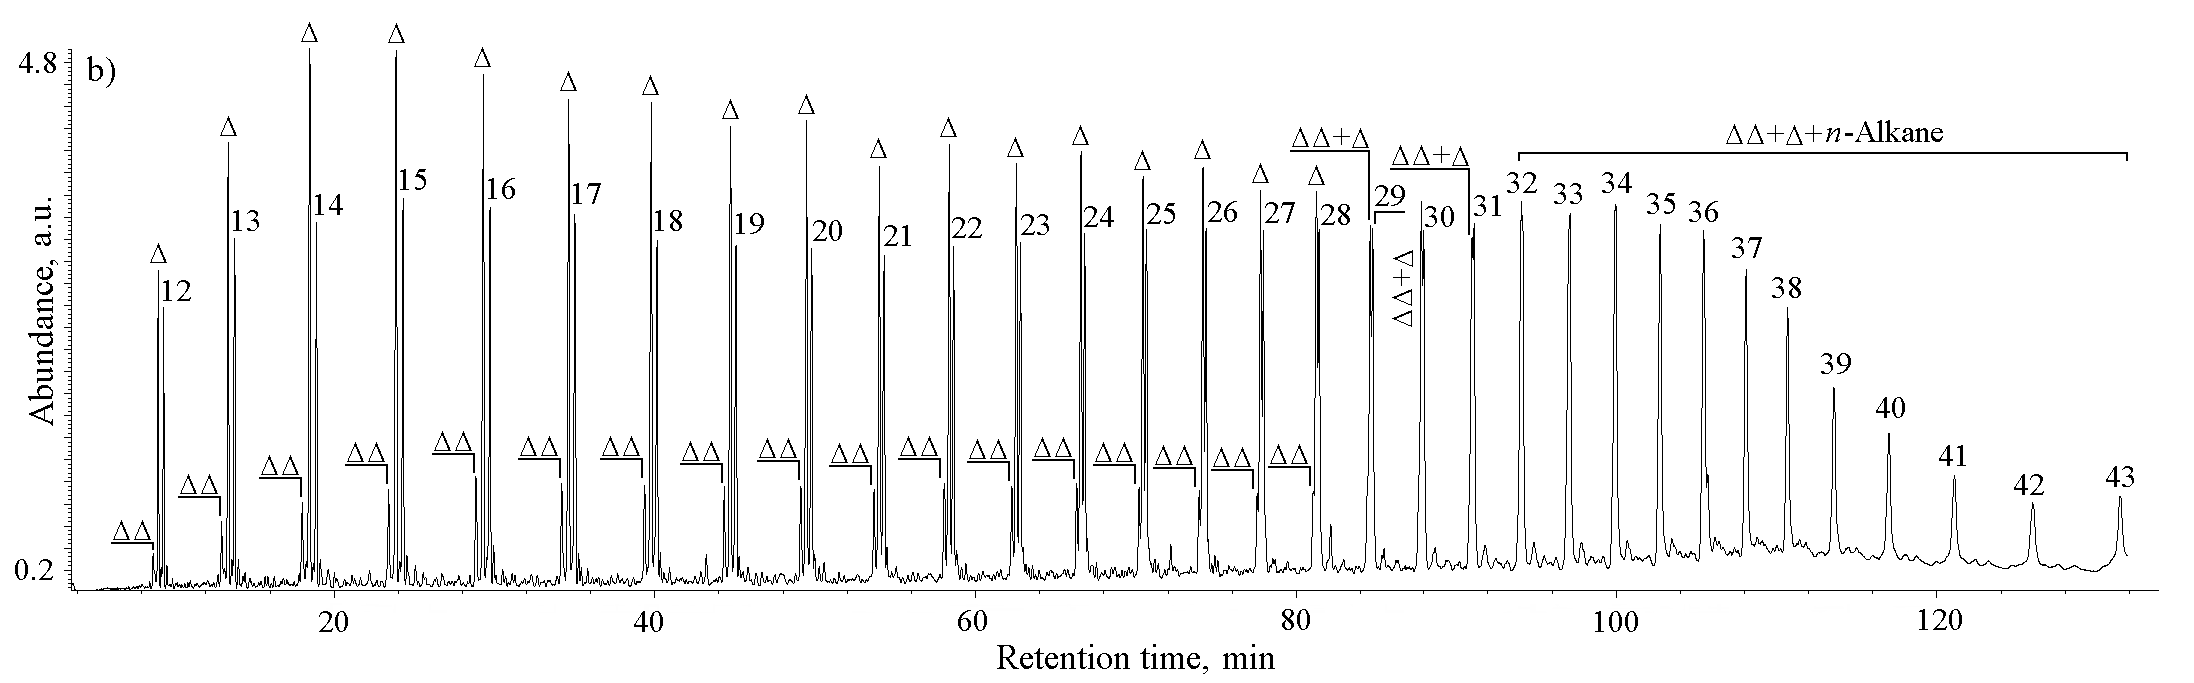 b)
4.8
0.2
Abundance, a.u.
Δ Δ Δ Δ Δ Δ Δ Δ Δ Δ Δ Δ Δ Δ Δ Δ Δ
12 13 14 15 16 17 18 19 20 21 22 23 24 25 26 27 28 29 30 31 32 33 34 35 36 37 38 39 40 41 42 43
ΔΔ+Δ
ΔΔ+Δ
ΔΔ+Δ
ΔΔ+Δ+n-Alkane
ΔΔ ΔΔ ΔΔ ΔΔ ΔΔ ΔΔ ΔΔ ΔΔ ΔΔ ΔΔ ΔΔ ΔΔ ΔΔ ΔΔ ΔΔ ΔΔ ΔΔ
20 40 60 80 100 120
Retention time, min